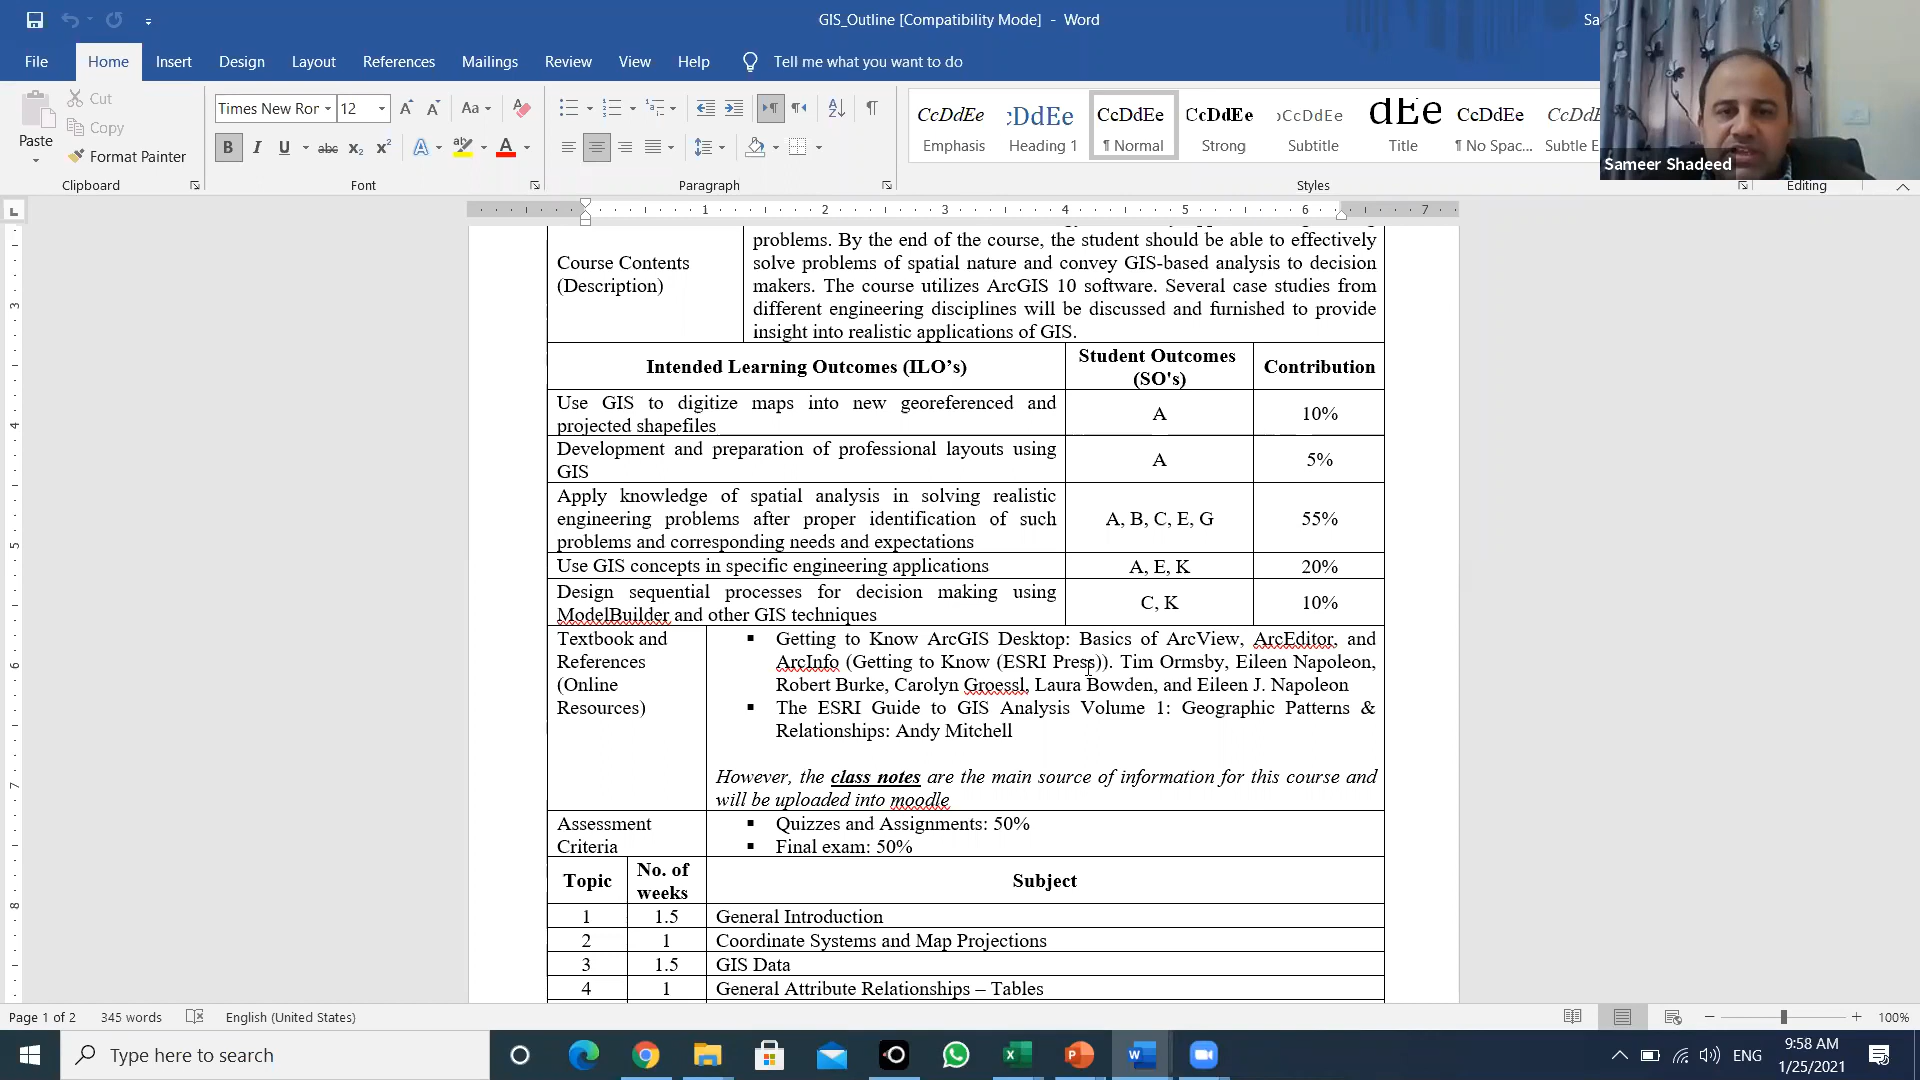 GIS_Outline [Compatibility Mode] - Word
Sa
File Home Insert Design Layout References Mailings Review View Help Tell me what you want to do
Paste
Cut
Copy
Format Painter
Clipboard
Times New Ror 12
Font
Paragraph
CcDdEe Emphasis
Heading 1
CcDdEe ¶ Normal
CcDdEe Strong
Subtitle
Title
CcDdEe ¶ No Spac...
Subtle E
Styles
Editing
Sameer Shadeed
1 2 3 4 5 6 7
Course Contents
(Description)
problems. By the end of the course, the student should be able to effectively
solve problems of spatial nature and convey GIS-based analysis to decision
makers. The course utilizes ArcGIS 10 software. Several case studies from
different engineering disciplines will be discussed and furnished to provide
insight into realistic applications of GIS.
Intended Learning Outcomes (ILO’s)
Student Outcomes
(SO's)
Contribution
Use GIS to digitize maps into new georeferenced and
projected shapefiles
A
10%
Development and preparation of professional layouts using
GIS
A
5%
Apply knowledge of spatial analysis in solving realistic
engineering problems after proper identification of such
problems and corresponding needs and expectations
A, B, C, E, G
55%
Use GIS concepts in specific engineering applications
A, E, K
20%
Design sequential processes for decision making using
ModelBuilder and other GIS techniques
C, K
10%
Textbook and
References
(Online
Resources)
Getting to Know ArcGIS Desktop: Basics of ArcView, ArcEditor, and
ArcInfo (Getting to Know (ESRI Press)). Tim Ormsby, Eileen Napoleon,
Robert Burke, Carolyn Groessl, Laura Bowden, and Eileen J. Napoleon
The ESRI Guide to GIS Analysis Volume 1: Geographic Patterns &
Relationships: Andy Mitchell
However, the class notes are the main source of information for this course and
will be uploaded into moodle
Assessment
Criteria
Quizzes and Assignments: 50%
Final exam: 50%
Topic
No. of
weeks
Subject
1 1.5 General Introduction
2 1 Coordinate Systems and Map Projections
3 1.5 GIS Data
4 1 General Attribute Relationships – Tables
Page 1 of 2 345 words English (United States) 100%
Type here to search
ENG
9:58 AM
1/25/2021